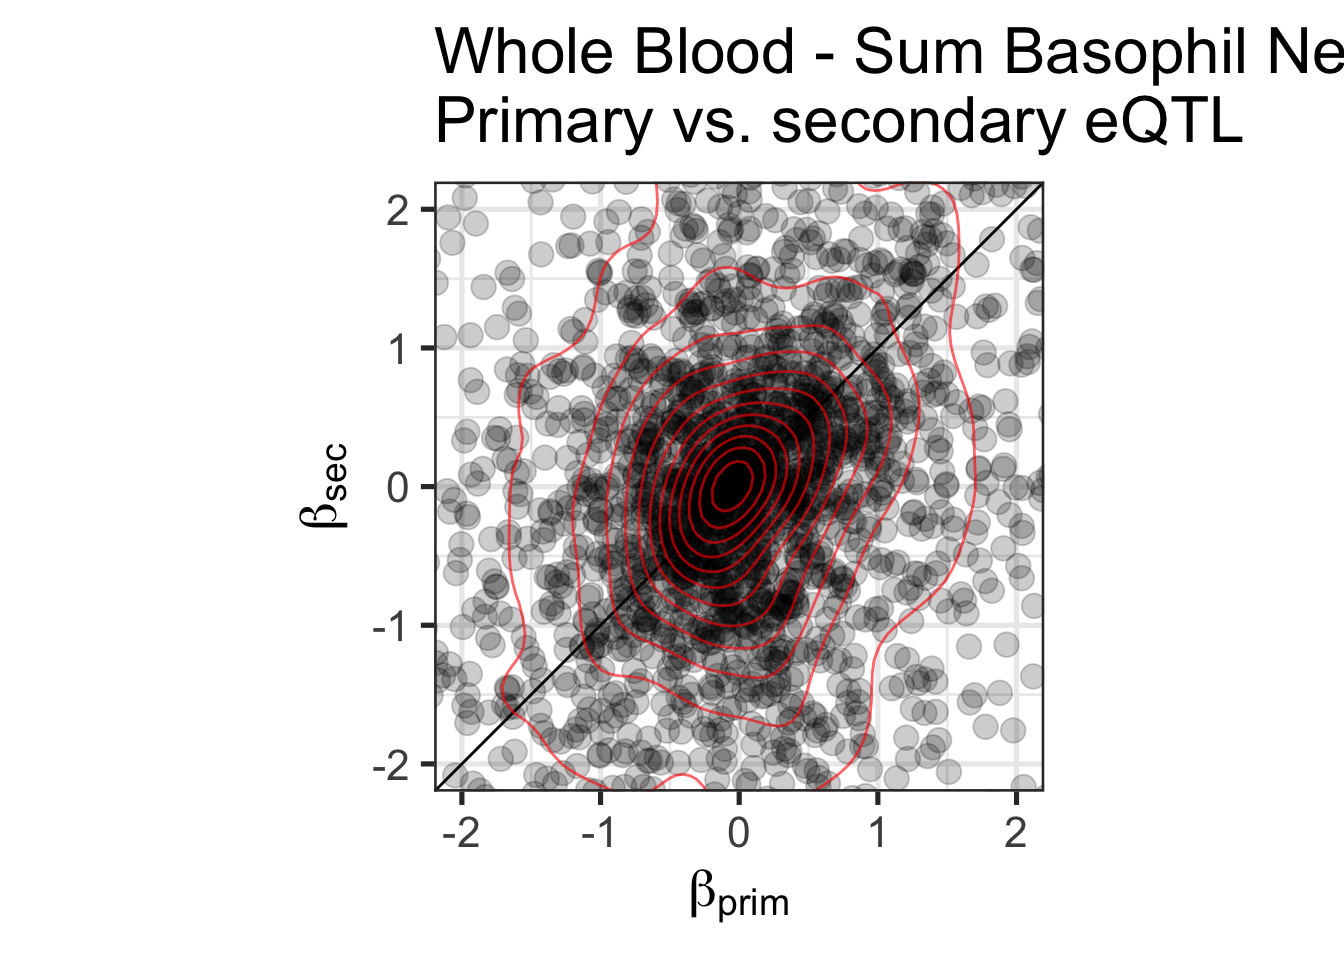 Whole Blood - Sum Basophil Ne
Primary vs. secondary eQTL
2
1
0
-1
-2
βsec
-2 -1 0 1 2
βprim